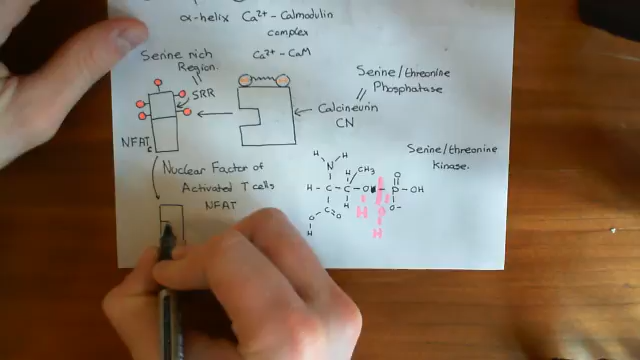 α-helix Ca²⁺-Calmodulin
complex
Ca²⁺-CaM
Serine rich
Region.
SRR
Serine/threonine
Phosphatase
Calcineurin
CN
NFATc
Nuclear Factor of
Activated T cells
NFAT
Serine/threonine
kinase.
H H
N
H CH₃ O
H - C - C - O - P - OH
H O-
O C=O
H
H H